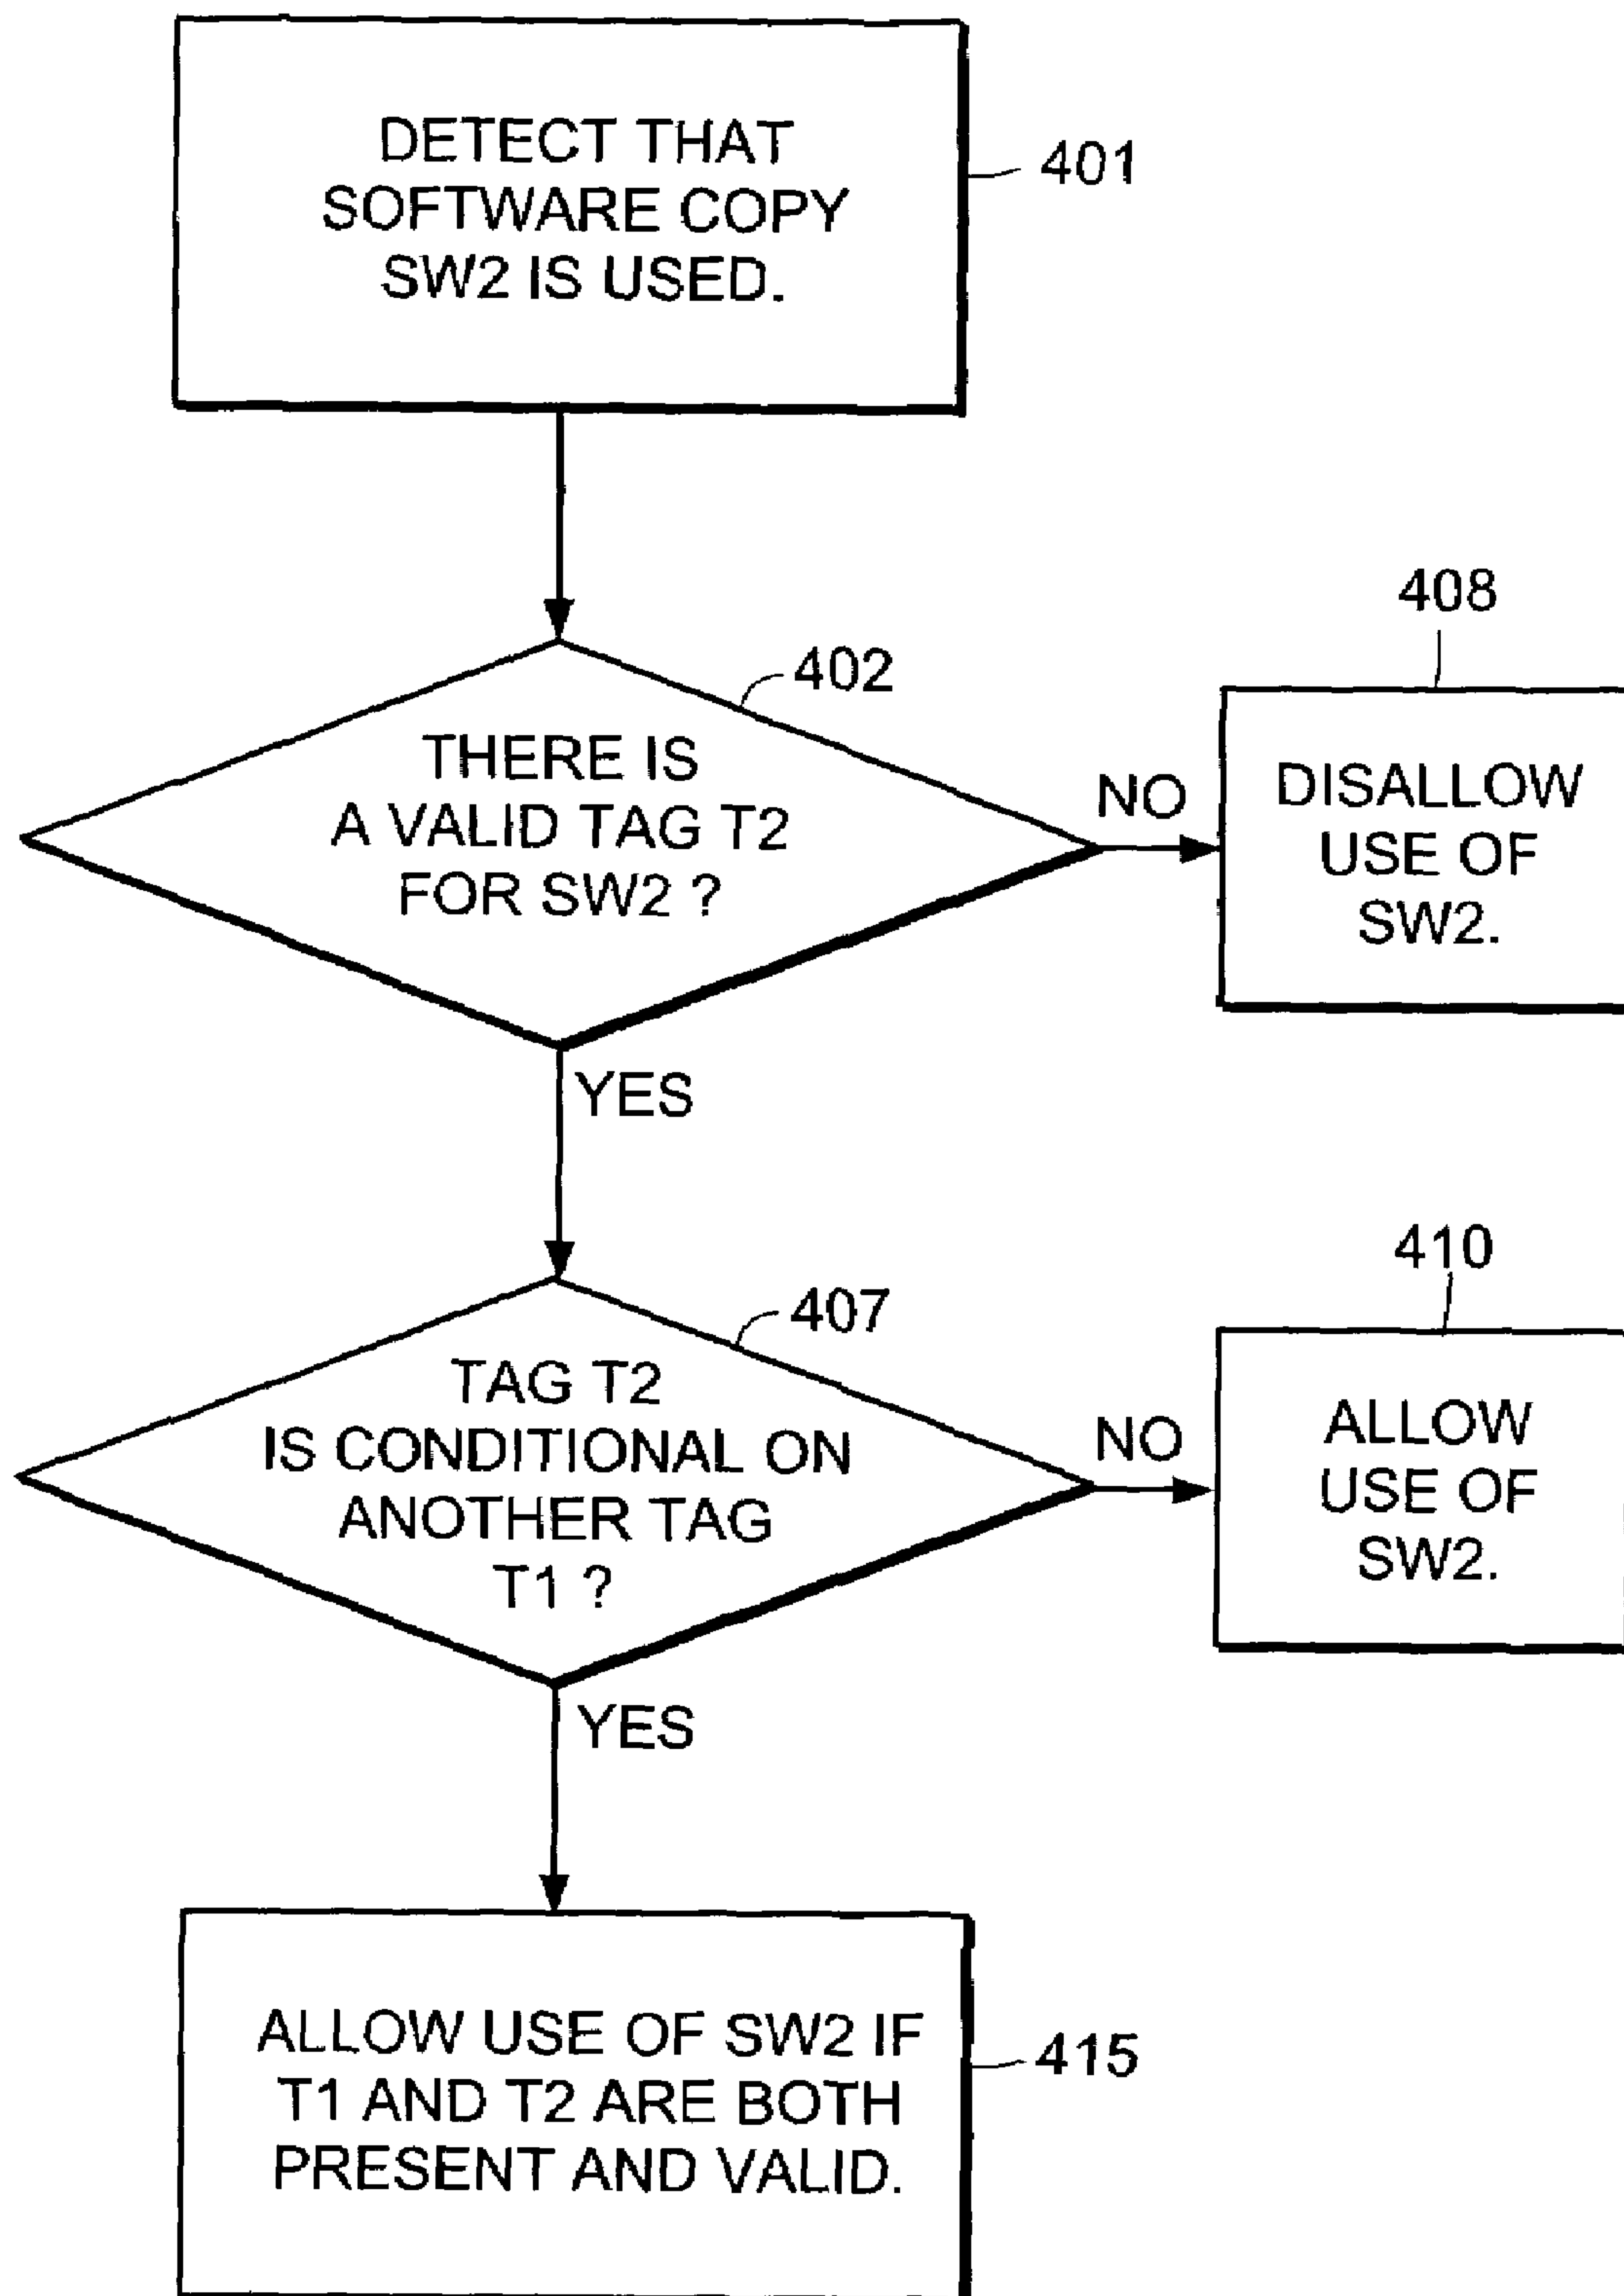 DETECT THAT
SOFTWARE COPY
SW2 IS USED.
401
402
THERE IS
A VALID TAG T2
FOR SW2 ?
NO
408
DISALLOW
USE OF
SW2.
YES
407
TAG T2
IS CONDITIONAL ON
ANOTHER TAG
T1 ?
NO
410
ALLOW
USE OF
SW2.
YES
ALLOW USE OF SW2 IF
T1 AND T2 ARE BOTH
PRESENT AND VALID.
415